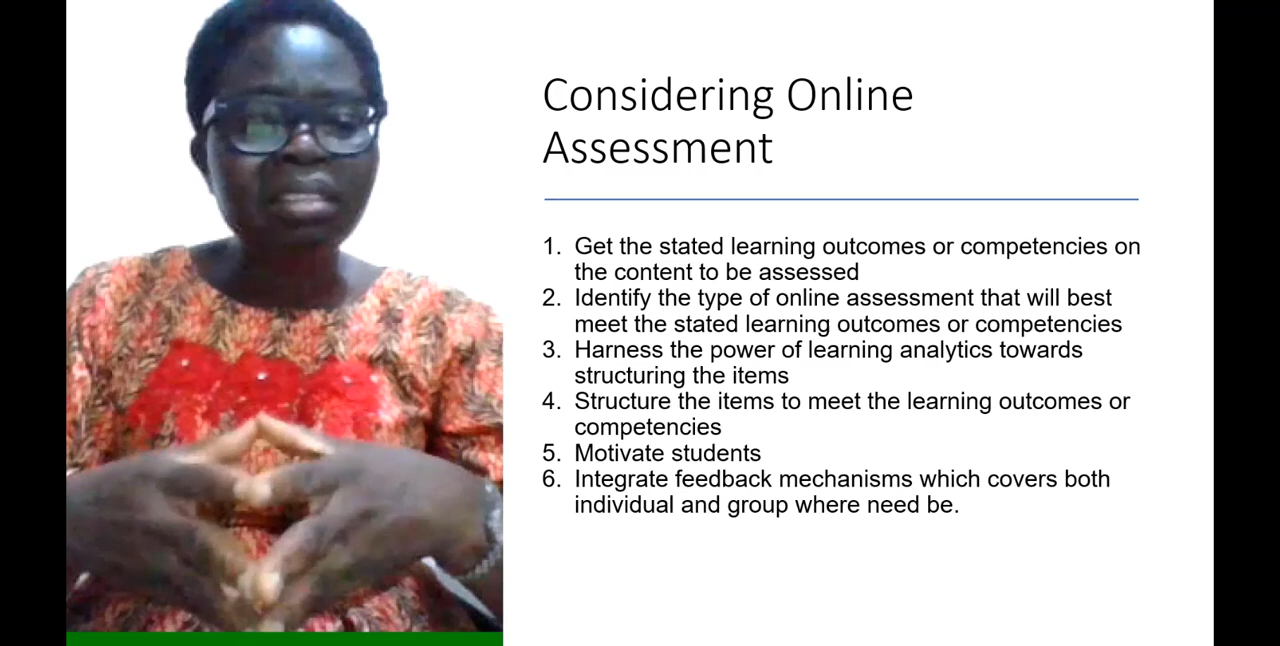 Considering Online
Assessment
1. Get the stated learning outcomes or competencies on
the content to be assessed
2. Identify the type of online assessment that will best
meet the stated learning outcomes or competencies
3. Harness the power of learning analytics towards
structuring the items
4. Structure the items to meet the learning outcomes or
competencies
5. Motivate students
6. Integrate feedback mechanisms which covers both
individual and group where need be.